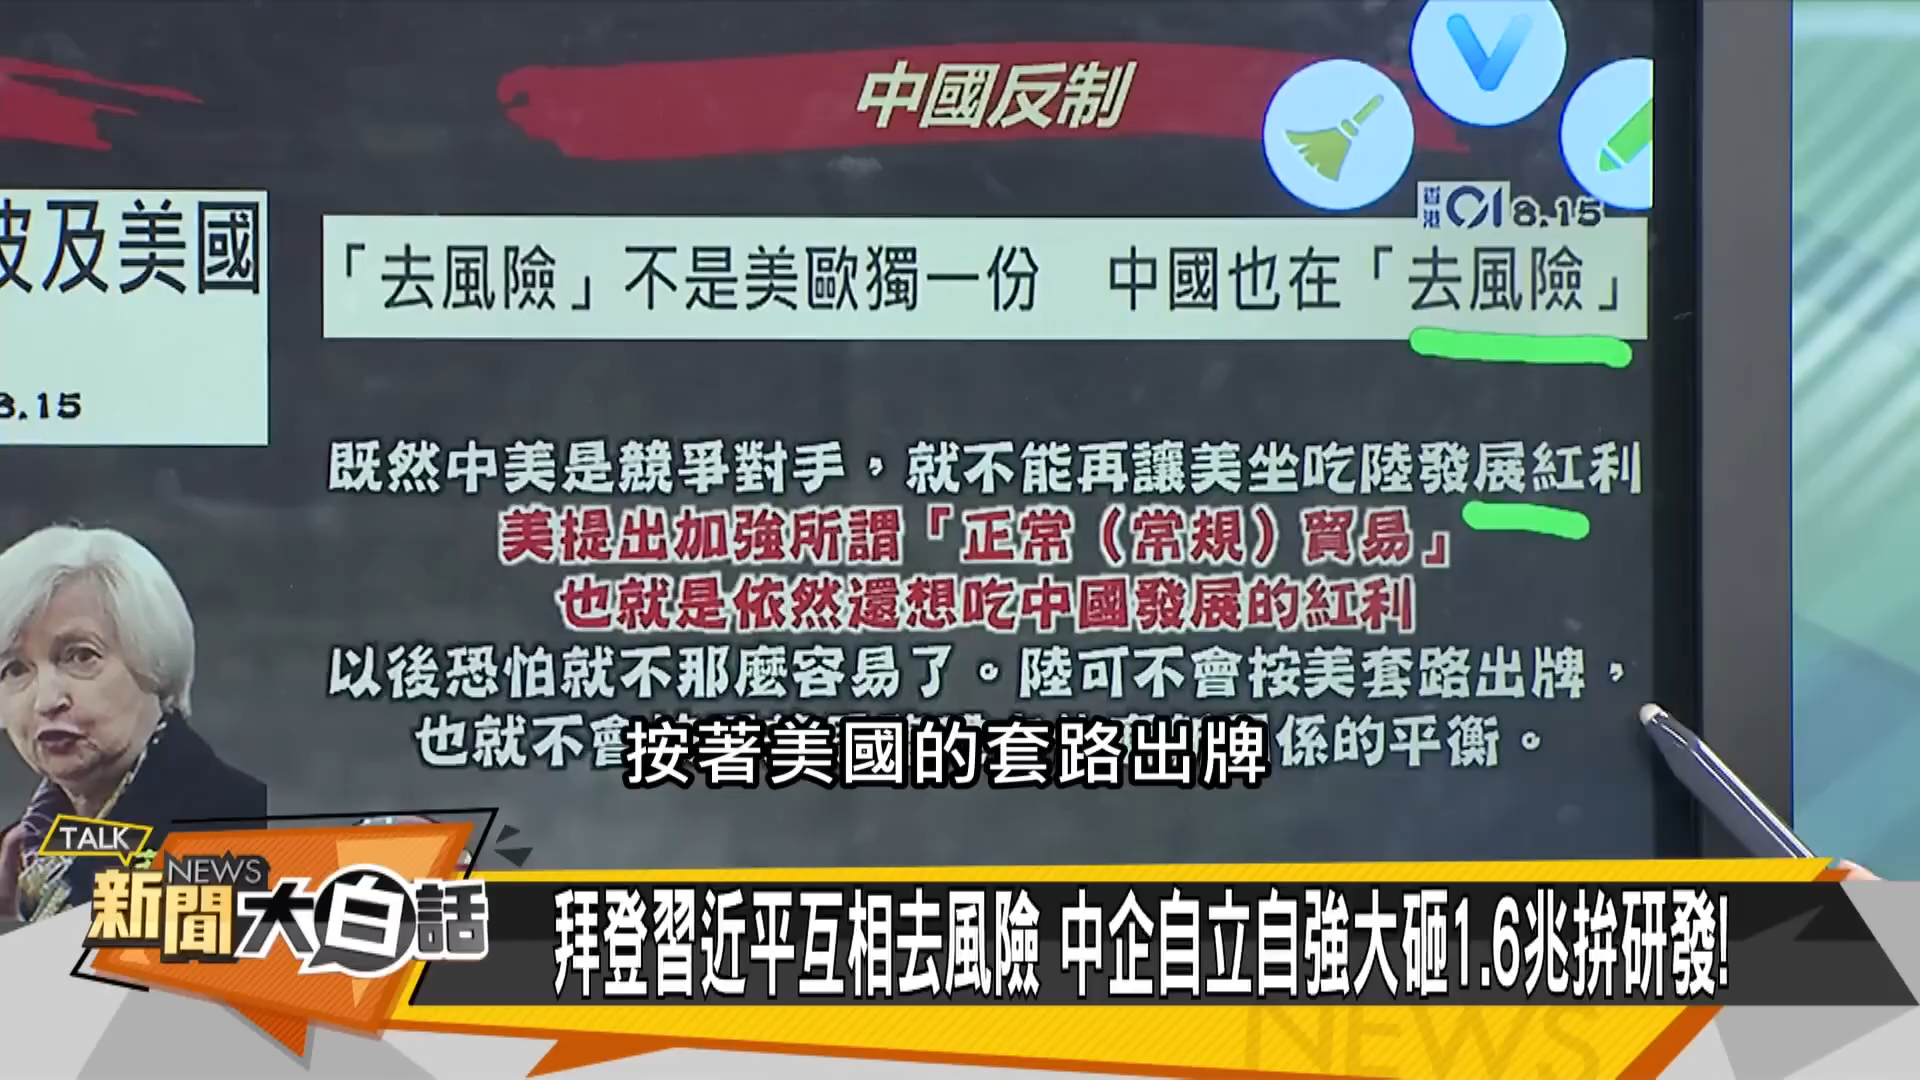 中國反制
及美國
8.15
香港01 8.15
「去風險」不是美歐獨一份　中國也在「去風險」
既然中美是競爭對手，就不能再讓美坐吃陸發展紅利
美提出加強所謂「正常（常規）貿易」
也就是依然還想吃中國發展的紅利
以後恐怕就不那麼容易了。陸可不會按美套路出牌，
也就不會 係的平衡。
按著美國的套路出牌
TALK
NEWS
新聞大白話
拜登習近平互相去風險 中企自立自強大砸1.6兆拚研發!
NEWS